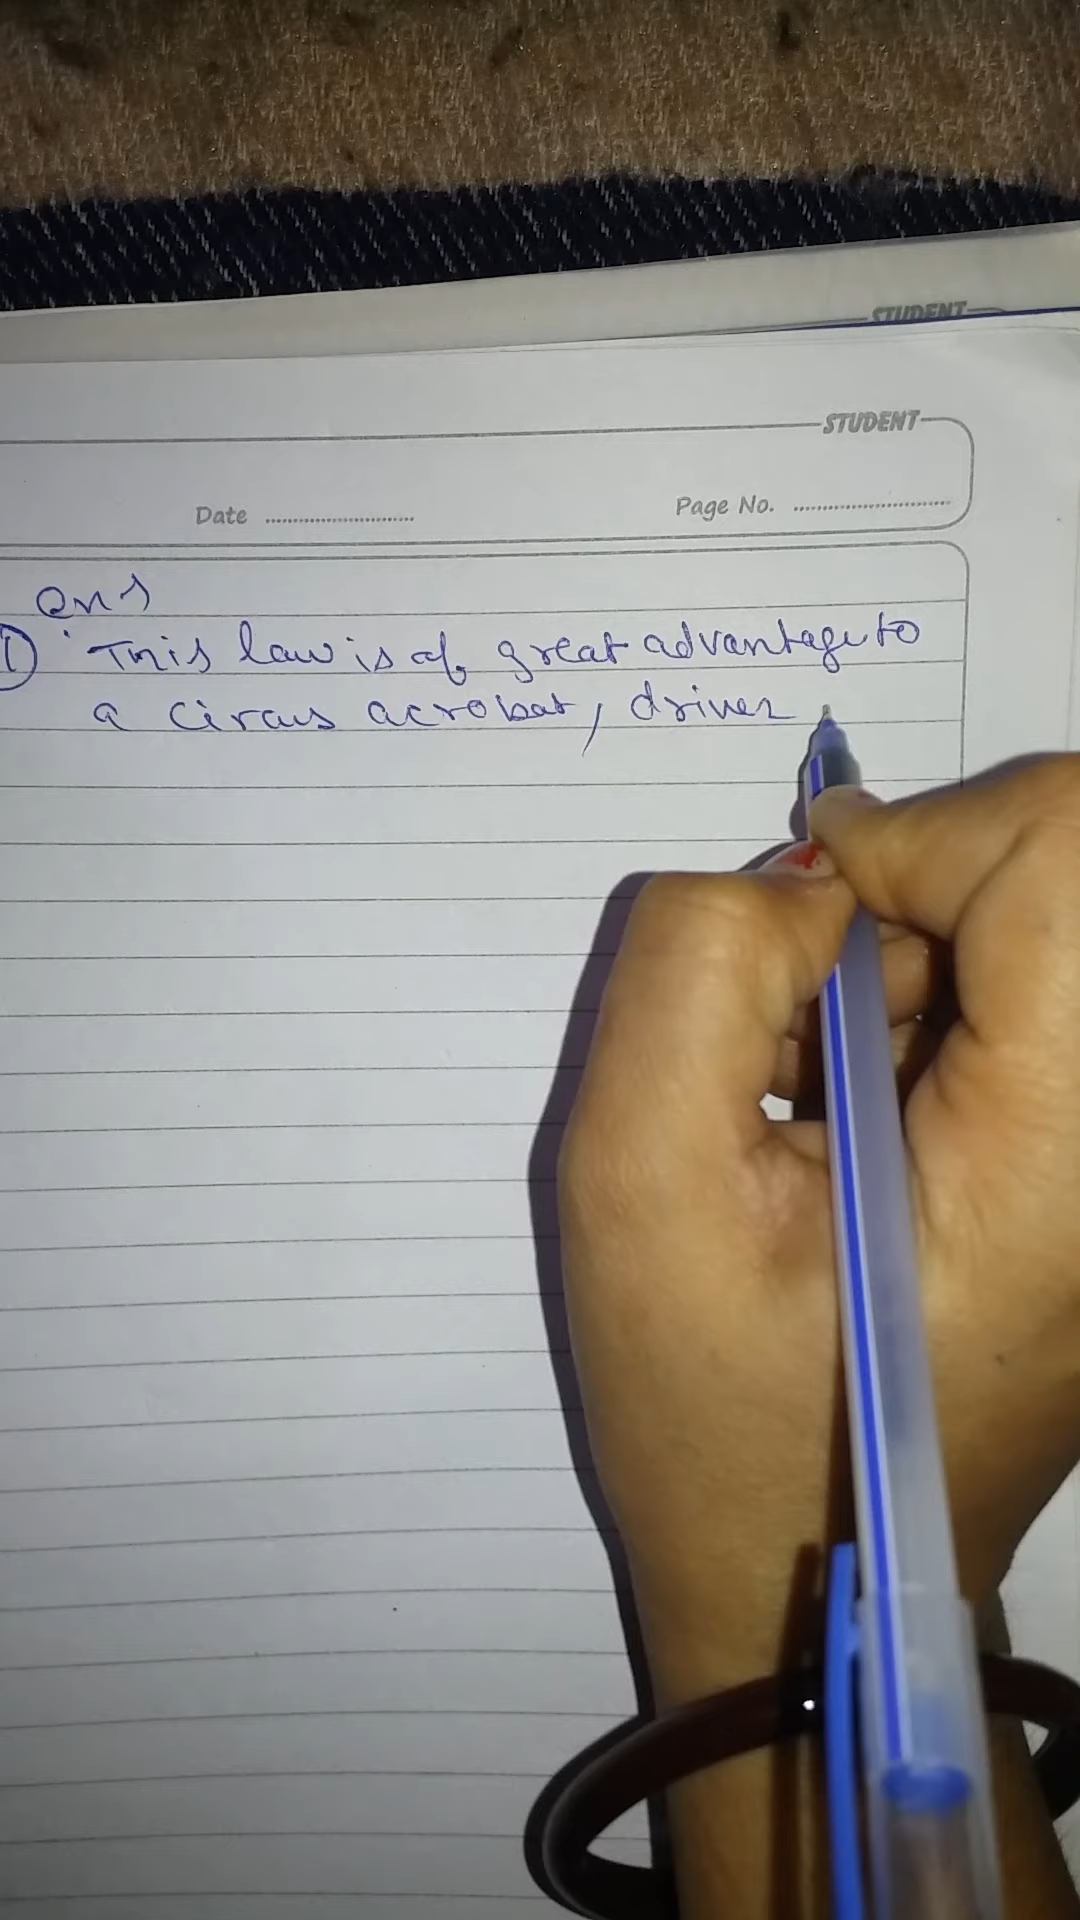 STUDENT
STUDENT
Date
Page No.
Ans
1 This law is of great advantage to
a circus acrobat, driver